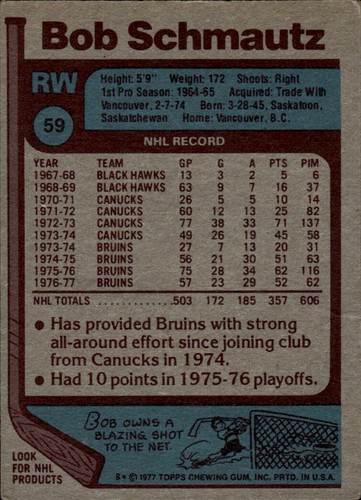 Bob Schmautz
RW
59
Height: 5'9" Weight: 172 Shoots: Right
1st Pro Season: 1964-65 Acquired: Trade With
Vancouver, 2-7-74 Born: 3-28-45, Saskatoon,
Saskatchewan Home: Vancouver, B.C.
NHL RECORD
YEAR TEAM GP G A PTS PIM
1967-68 BLACK HAWKS 13 3 2 5 6
1968-69 BLACK HAWKS 63 9 7 16 37
1970-71 CANUCKS 26 5 5 10 14
1971-72 CANUCKS 60 12 13 25 82
1972-73 CANUCKS 77 38 33 71 137
1973-74 CANUCKS 49 26 19 45 58
1973-74 BRUINS 27 7 13 20 31
1974-75 BRUINS 56 21 30 51 63
1975-76 BRUINS 75 28 34 62 116
1976-77 BRUINS 57 23 29 52 62
NHL TOTALS 503 172 185 357 606
• Has provided Bruins with strong
all-around effort since joining club
from Canucks in 1974.
• Had 10 points in 1975-76 playoffs.
BOB OWNS A
BLAZING SHOT
TO THE NET.
LOOK
FOR NHL
PRODUCTS
B* © 1977 TOPPS CHEWING GUM, INC. PRTD. IN U.S.A.